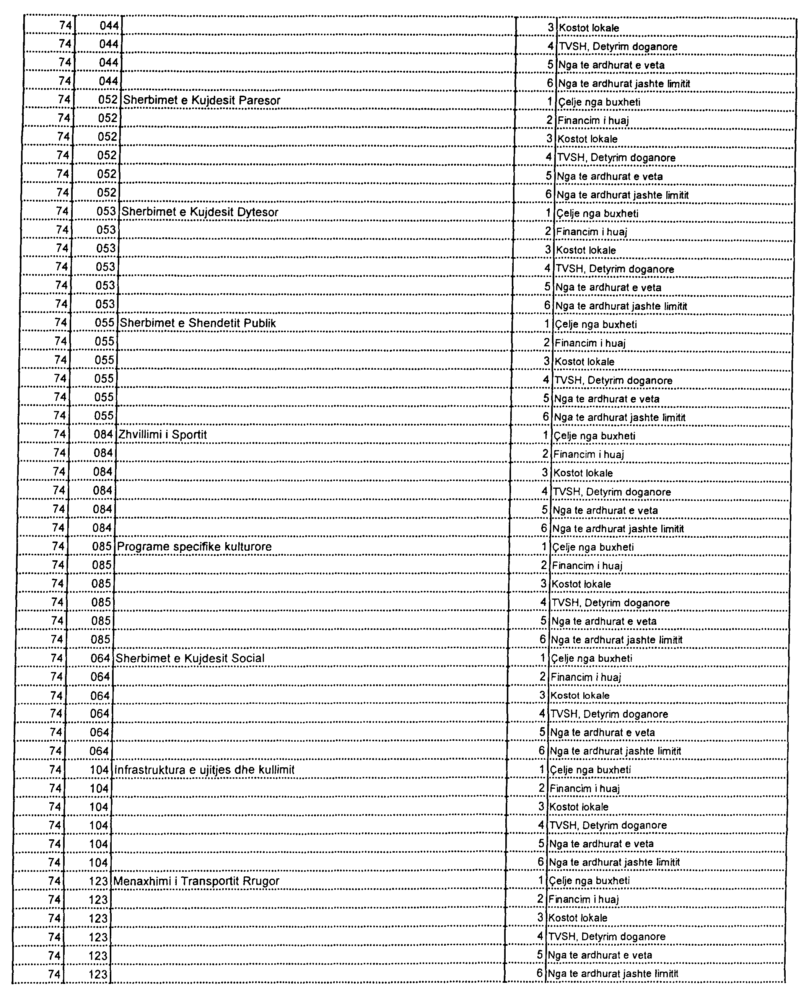 74 044 3 Kostot lokale
74 044 4 TVSH, Detyrim doganore
74 044 5 Nga te ardhurat e veta
74 044 6 Nga te ardhurat jashte limitit
74 052 Sherbimet e Kujdesit Paresor 1 Çelje nga buxheti
74 052 2 Financim i huaj
74 052 3 Kostot lokale
74 052 4 TVSH, Detyrim doganore
74 052 5 Nga te ardhurat e veta
74 052 6 Nga te ardhurat jashte limitit
74 053 Sherbimet e Kujdesit Dytesor 1 Çelje nga buxheti
74 053 2 Financim i huaj
74 053 3 Kostot lokale
74 053 4 TVSH, Detyrim doganore
74 053 5 Nga te ardhurat e veta
74 053 6 Nga te ardhurat jashte limitit
74 055 Sherbimet e Shendetit Publik 1 Çelje nga buxheti
74 055 2 Financim i huaj
74 055 3 Kostot lokale
74 055 4 TVSH, Detyrim doganore
74 055 5 Nga te ardhurat e veta
74 055 6 Nga te ardhurat jashte limitit
74 084 Zhvillimi i Sportit 1 Çelje nga buxheti
74 084 2 Financim i huaj
74 084 3 Kostot lokale
74 084 4 TVSH, Detyrim doganore
74 084 5 Nga te ardhurat e veta
74 084 6 Nga te ardhurat jashte limitit
74 085 Programe specifike kulturore 1 Çelje nga buxheti
74 085 2 Financim i huaj
74 085 3 Kostot lokale
74 085 4 TVSH, Detyrim doganore
74 085 5 Nga te ardhurat e veta
74 085 6 Nga te ardhurat jashte limitit
74 064 Sherbimet e Kujdesit Social 1 Çelje nga buxheti
74 064 2 Financim i huaj
74 064 3 Kostot lokale
74 064 4 TVSH, Detyrim doganore
74 064 5 Nga te ardhurat e veta
74 064 6 Nga te ardhurat jashte limitit
74 104 Infrastruktura e ujitjes dhe kullimit 1 Çelje nga buxheti
74 104 2 Financim i huaj
74 104 3 Kostot lokale
74 104 4 TVSH, Detyrim doganore
74 104 5 Nga te ardhurat e veta
74 104 6 Nga te ardhurat jashte limitit
74 123 Menaxhimi i Transportit Rrugor 1 Çelje nga buxheti
74 123 2 Financim i huaj
74 123 3 Kostot lokale
74 123 4 TVSH, Detyrim doganore
74 123 5 Nga te ardhurat e veta
74 123 6 Nga te ardhurat jashte limitit